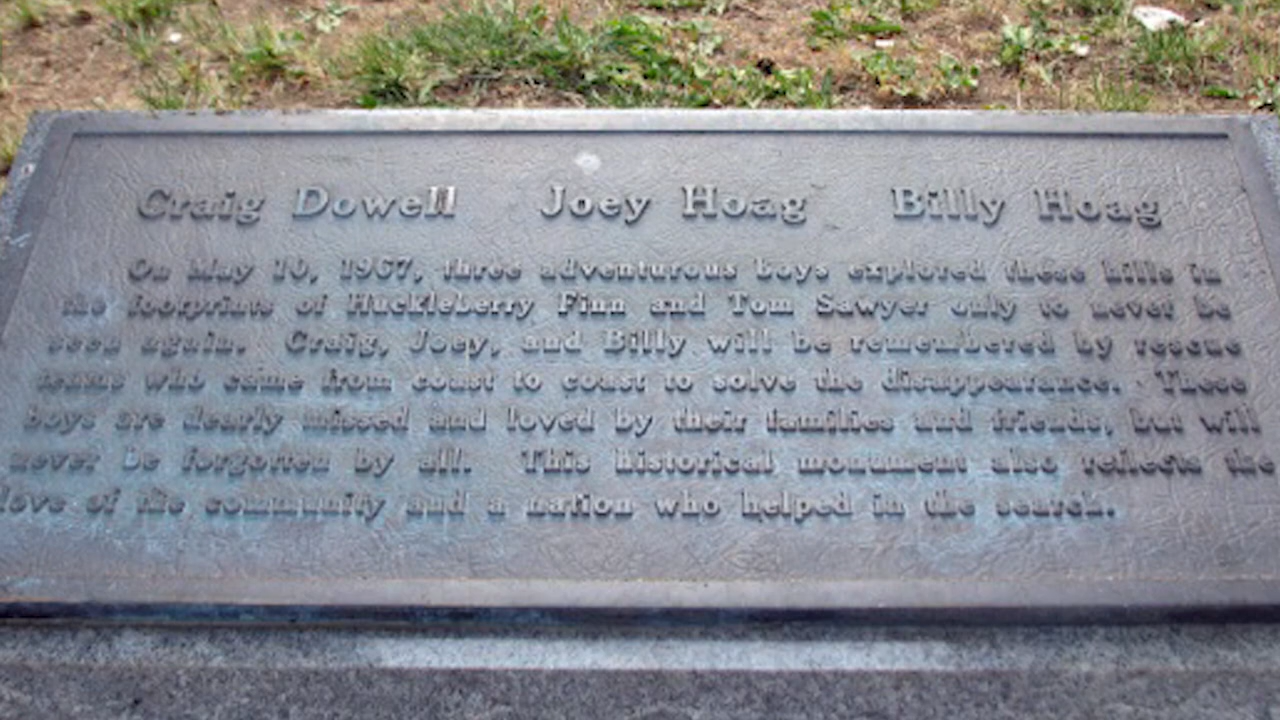 Craig Dowell Joey Hoag Billy Hoag
On May 10, 1967, three adventurous boys explored these hills in
the footprints of Huckleberry Finn and Tom Sawyer only to never be
seen again. Craig, Joey, and Billy will be remembered by rescue
teams who came from coast to coast to solve the disappearance. These
boys are dearly missed and loved by their families and friends, but will
never be forgotten by all. This historical monument also reflects the
love of the community and a nation who helped in the search.